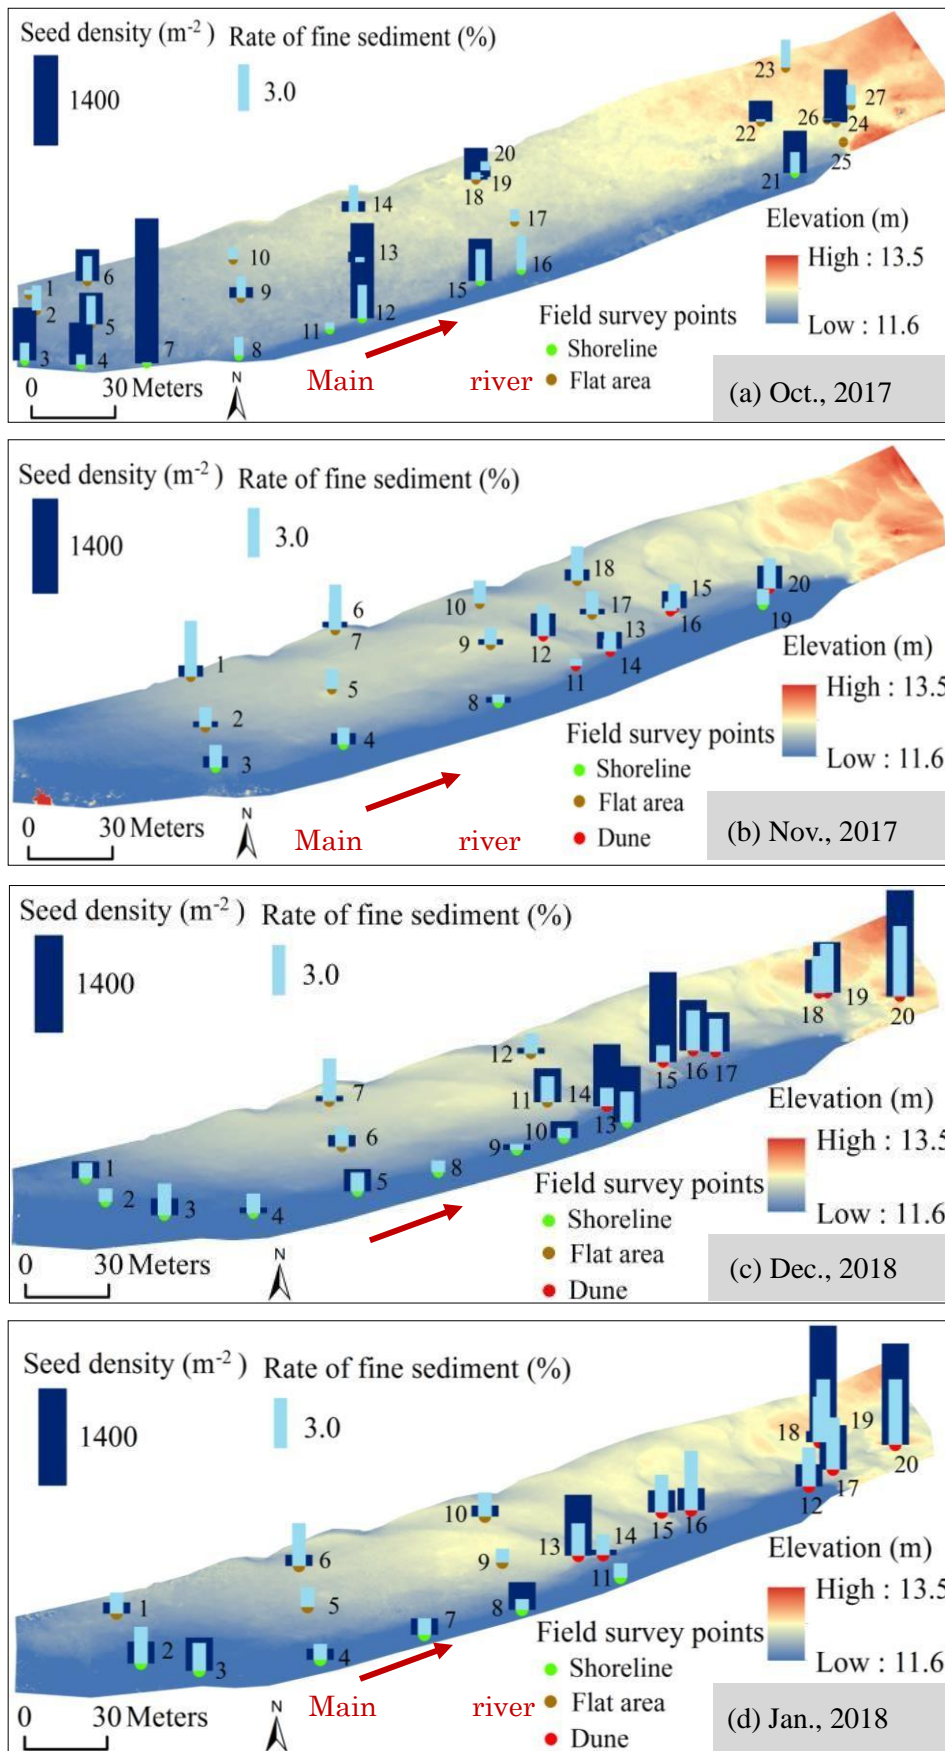 Seed density (m-2) Rate of fine sediment (%)
1400
3.0
23
27
26
24
22
25
21
20
19
18
14
17
13
16
15
10
6
1
9
2
5
12
11
3
4
7
8
Elevation (m)
High : 13.5
Low : 11.6
Field survey points
Shoreline
Flat area
0 30 Meters
N
Main river
(a) Oct., 2017
Seed density (m-2) Rate of fine sediment (%)
1400
3.0
18
15
20
6
10
17
16
19
7
9
12
13
1
14
11
5
8
2
4
3
Elevation (m)
High : 13.5
Low : 11.6
Field survey points
Shoreline
Flat area
Dune
0 30 Meters
N
Main river
(b) Nov., 2017
Seed density (m-2) Rate of fine sediment (%)
1400
3.0
18
19
20
12
15
16
17
7
11
14
13
10
6
9
1
8
5
2
3
4
Elevation (m)
High : 13.5
Low : 11.6
Field survey points
Shoreline
Flat area
Dune
0 30 Meters
N
(c) Dec., 2018
Seed density (m-2) Rate of fine sediment (%)
1400
3.0
18
19
20
17
12
10
15
16
13
14
9
6
11
5
1
8
7
2
4
3
Elevation (m)
High : 13.5
Low : 11.6
Field survey points
Shoreline
Flat area
Dune
0 30 Meters
N
Main river
(d) Jan., 2018